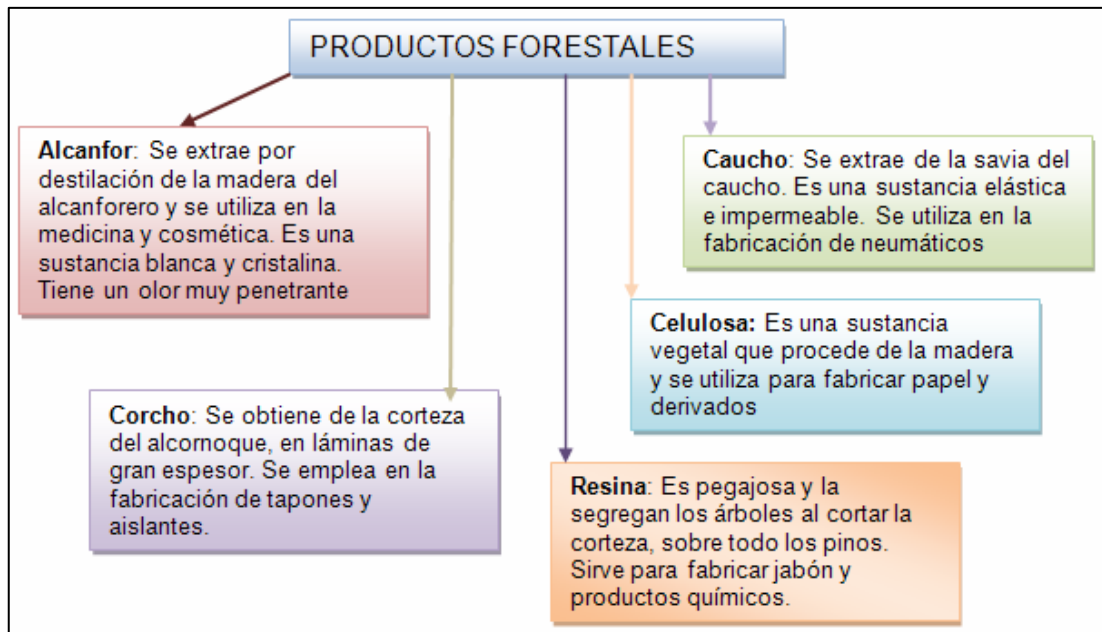 PRODUCTOS FORESTALES
Alcanfor: Se extrae por
destilación de la madera del
alcanforero y se utiliza en la
medicina y cosmética. Es una
sustancia blanca y cristalina.
Tiene un olor muy penetrante
Caucho: Se extrae de la savia del
caucho. Es una sustancia elástica
e impermeable. Se utiliza en la
fabricación de neumáticos
Celulosa: Es una sustancia
vegetal que procede de la madera
y se utiliza para fabricar papel y
derivados
Corcho: Se obtiene de la corteza
del alcornoque, en láminas de
gran espesor. Se emplea en la
fabricación de tapones y
aislantes.
Resina: Es pegajosa y la
segregan los árboles al cortar la
corteza, sobre todo los pinos.
Sirve para fabricar jabón y
productos químicos.